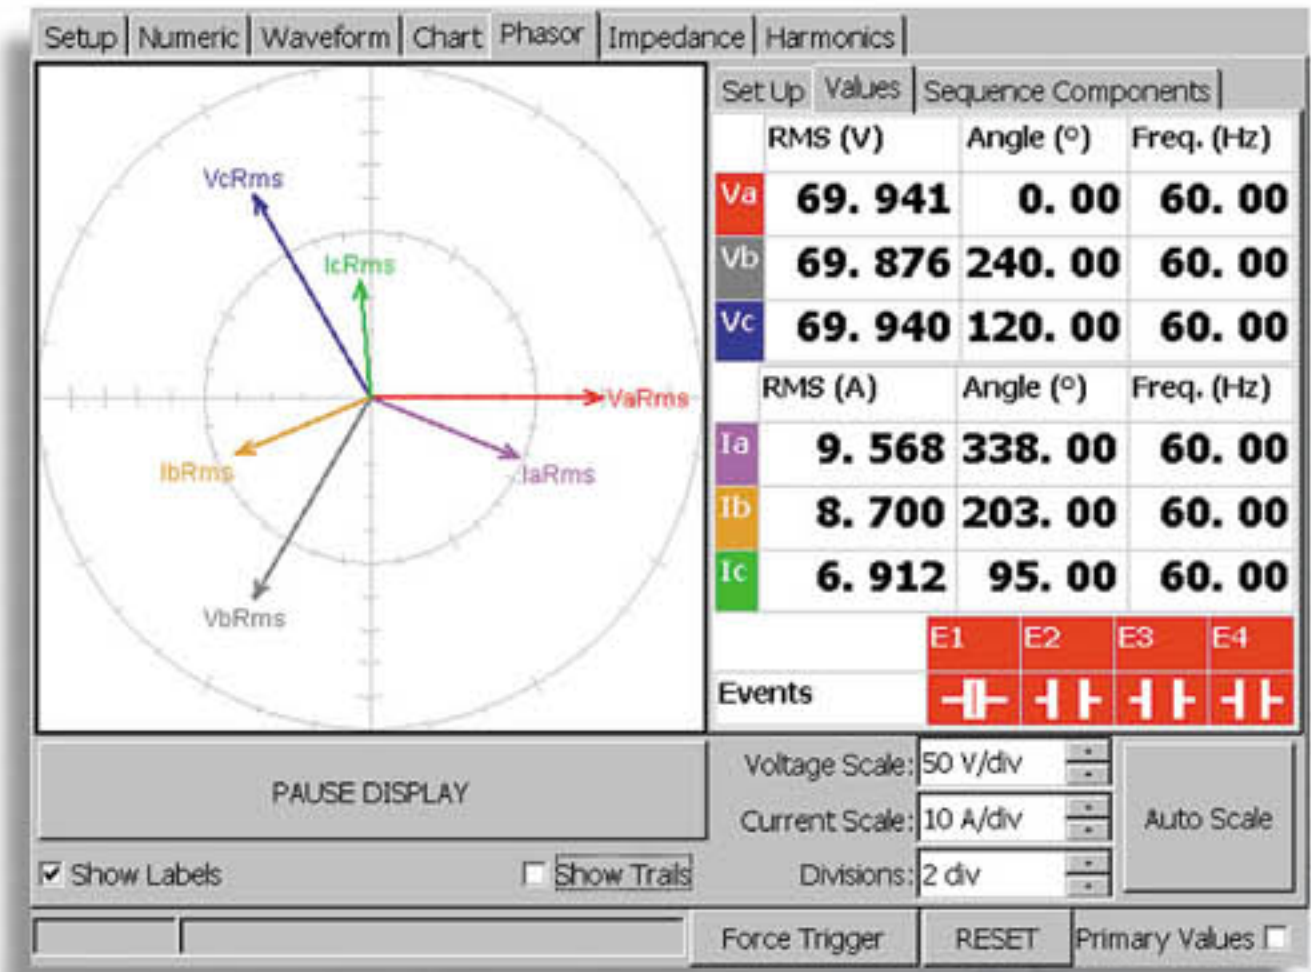 Setup Numeric Waveform Chart Phasor Impedance Harmonics
Set Up Values Sequence Components
RMS (V) Angle (°) Freq. (Hz)
Va 69. 941 0. 00 60. 00
Vb 69. 876 240. 00 60. 00
Vc 69. 940 120. 00 60. 00
RMS (A) Angle (°) Freq. (Hz)
Ia 9. 568 338. 00 60. 00
Ib 8. 700 203. 00 60. 00
Ic 6. 912 95. 00 60. 00
E1 E2 E3 E4
Events
VcRms
IcRms
VaRms
IbRms
IaRms
VbRms
PAUSE DISPLAY
Show Labels
Show Trails
Voltage Scale: 50 V/div
Current Scale: 10 A/div
Divisions: 2 div
Auto Scale
Force Trigger
RESET
Primary Values